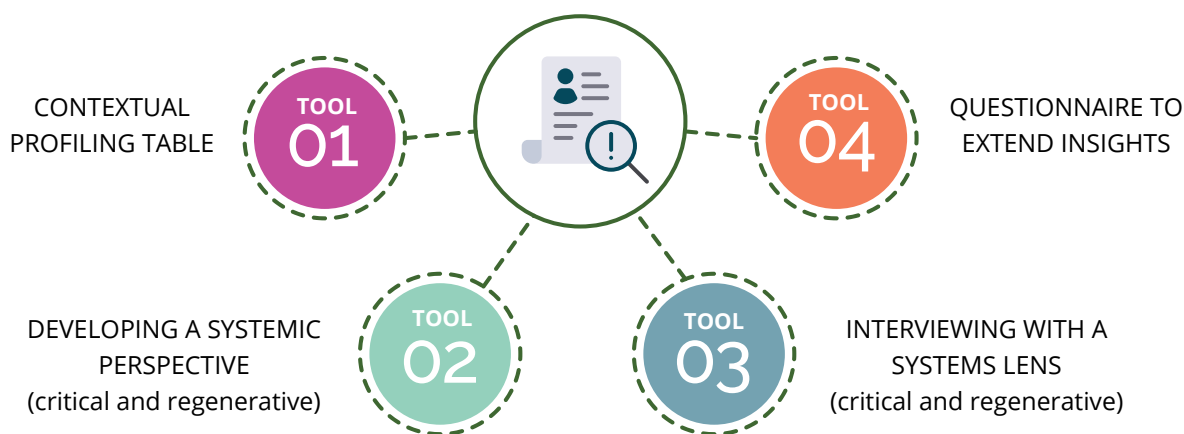 CONTEXTUAL
PROFILING TABLE
TOOL
01
TOOL
04
QUESTIONNAIRE TO
EXTEND INSIGHTS
DEVELOPING A SYSTEMIC
PERSPECTIVE
(critical and regenerative)
TOOL
02
TOOL
03
INTERVIEWING WITH A
SYSTEMS LENS
(critical and regenerative)